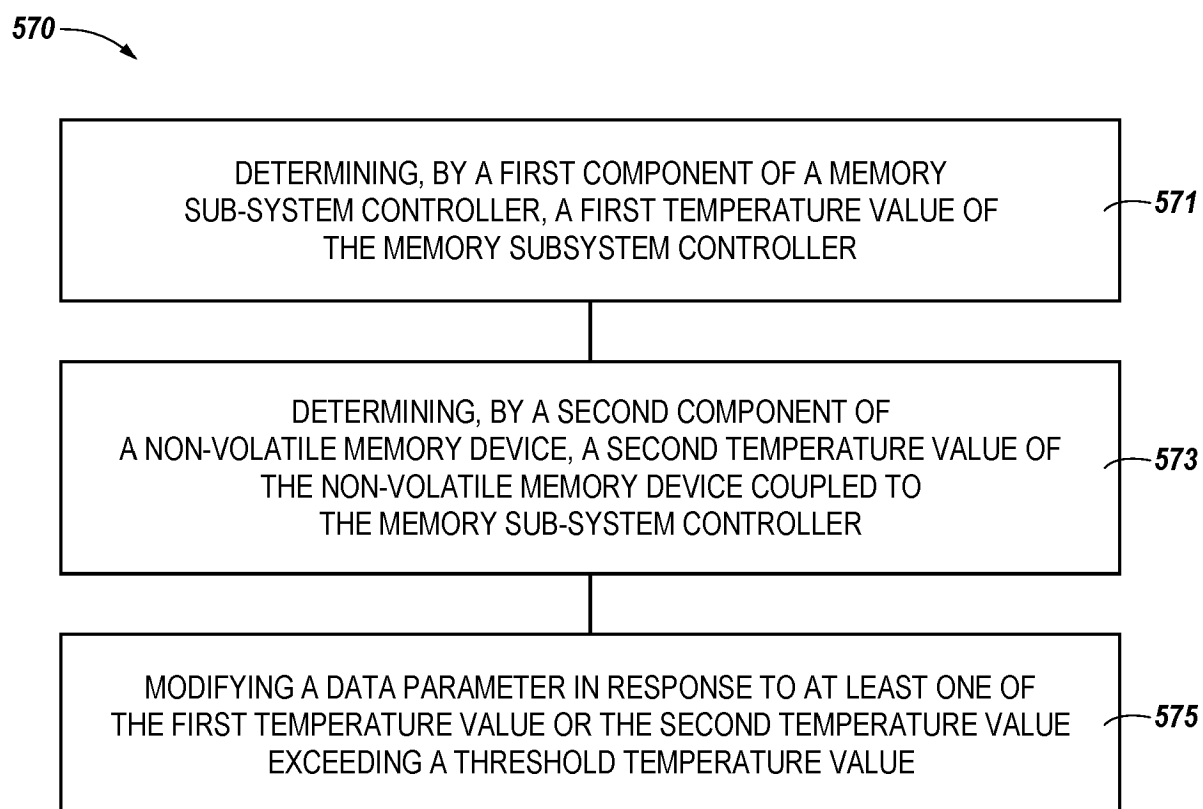 570
DETERMINING, BY A FIRST COMPONENT OF A MEMORY
SUB-SYSTEM CONTROLLER, A FIRST TEMPERATURE VALUE OF
THE MEMORY SUBSYSTEM CONTROLLER
571
DETERMINING, BY A SECOND COMPONENT OF
A NON-VOLATILE MEMORY DEVICE, A SECOND TEMPERATURE VALUE OF
THE NON-VOLATILE MEMORY DEVICE COUPLED TO
THE MEMORY SUB-SYSTEM CONTROLLER
573
MODIFYING A DATA PARAMETER IN RESPONSE TO AT LEAST ONE OF
THE FIRST TEMPERATURE VALUE OR THE SECOND TEMPERATURE VALUE
EXCEEDING A THRESHOLD TEMPERATURE VALUE
575